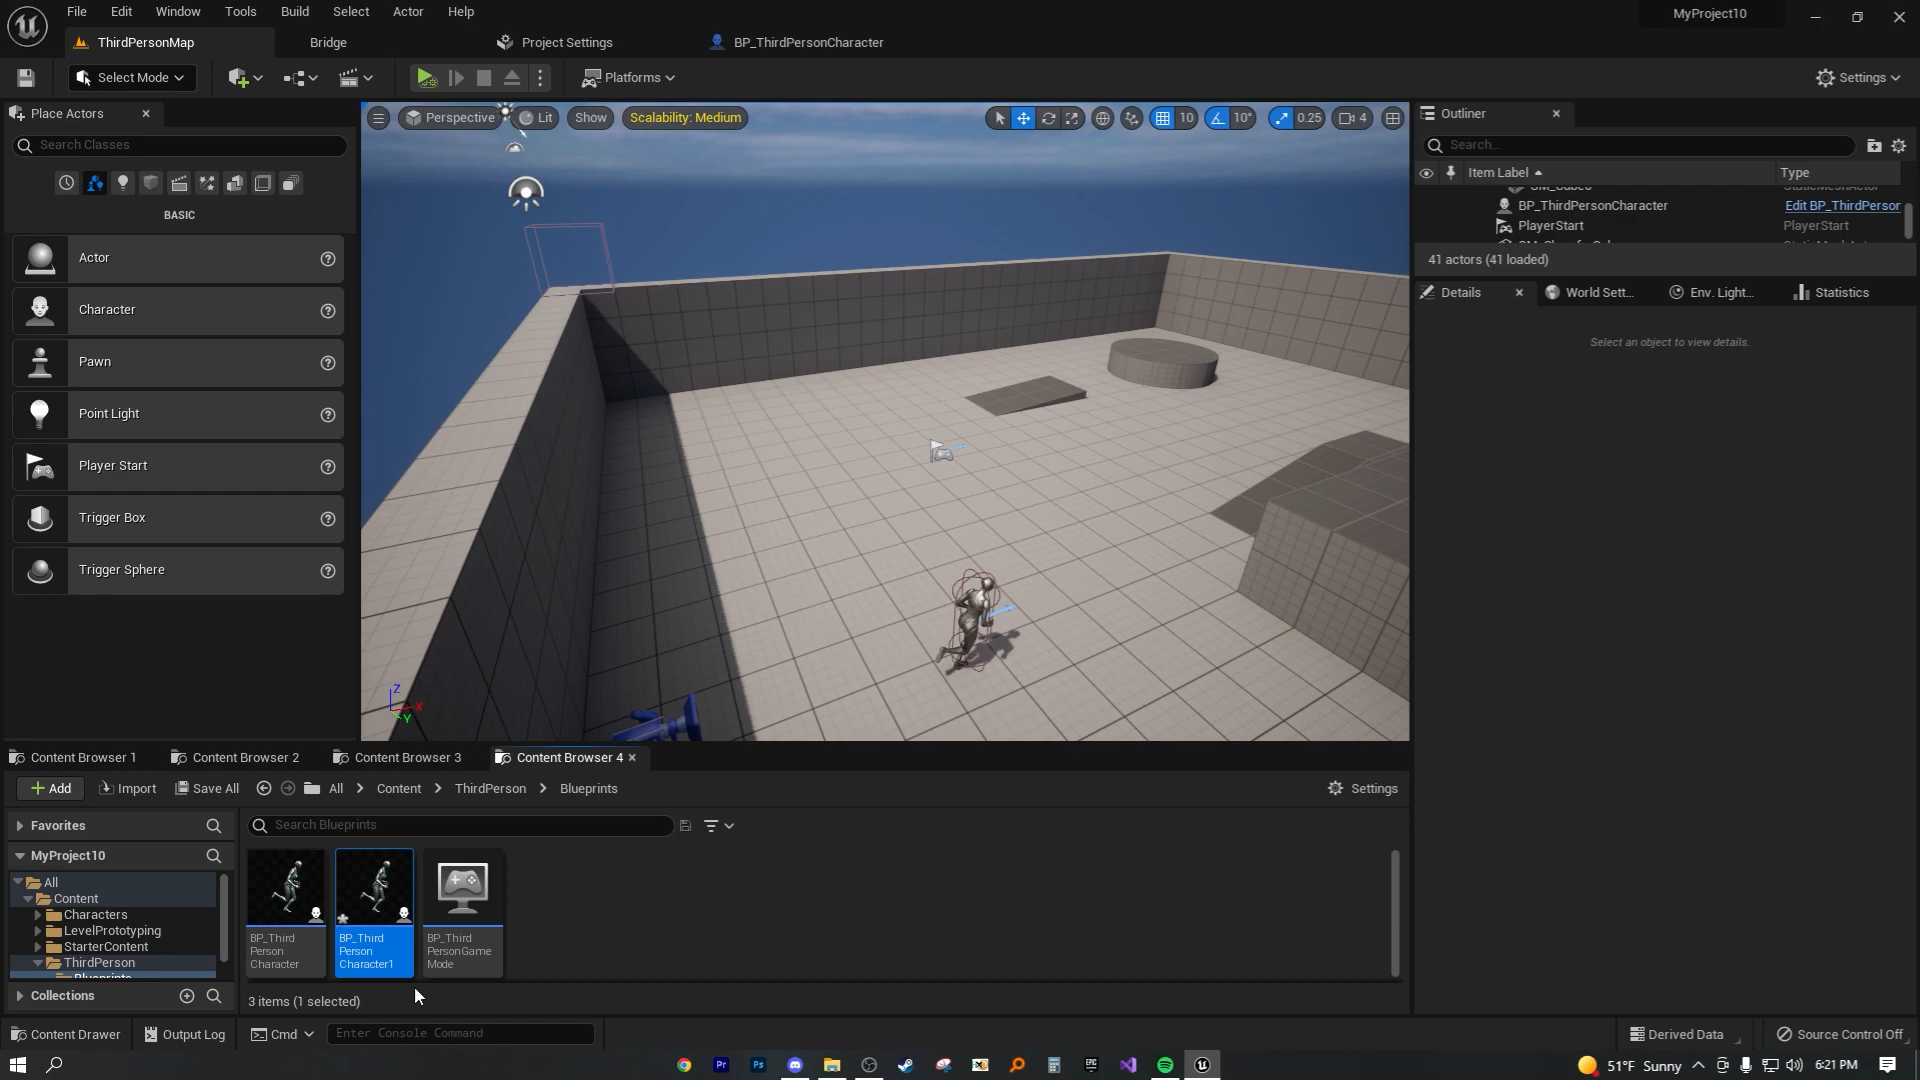 File Edit Window Tools Build Select Actor Help
MyProject10
ThirdPersonMap
Bridge
Project Settings
BP_ThirdPersonCharacter
Select Mode
Platforms
Settings
Place Actors
Search Classes
BASIC
Actor
Character
Pawn
Point Light
Player Start
Trigger Box
Trigger Sphere
Perspective
Lit
Show
Scalability: Medium
10
10°
0.25
4
Z
X
Y
Outliner
Search...
Item Label
Type
BP_ThirdPersonCharacter
Edit BP_ThirdPerson
PlayerStart
PlayerStart
41 actors (41 loaded)
Details
World Sett...
Env. Light...
Statistics
Select an object to view details.
Content Browser 1
Content Browser 2
Content Browser 3
Content Browser 4
Add
Import
Save All
All
Content
ThirdPerson
Blueprints
Settings
Favorites
MyProject10
All
Content
Characters
LevelPrototyping
StarterContent
ThirdPerson
Blueprints
Collections
Search Blueprints
BP_Third
Person
Character
BP_Third
Person
Character1
BP_Third
PersonGame
Mode
3 items (1 selected)
Content Drawer
Output Log
Cmd
Enter Console Command
Derived Data
Source Control Off
Pr
Ps
51°F Sunny
6:21 PM